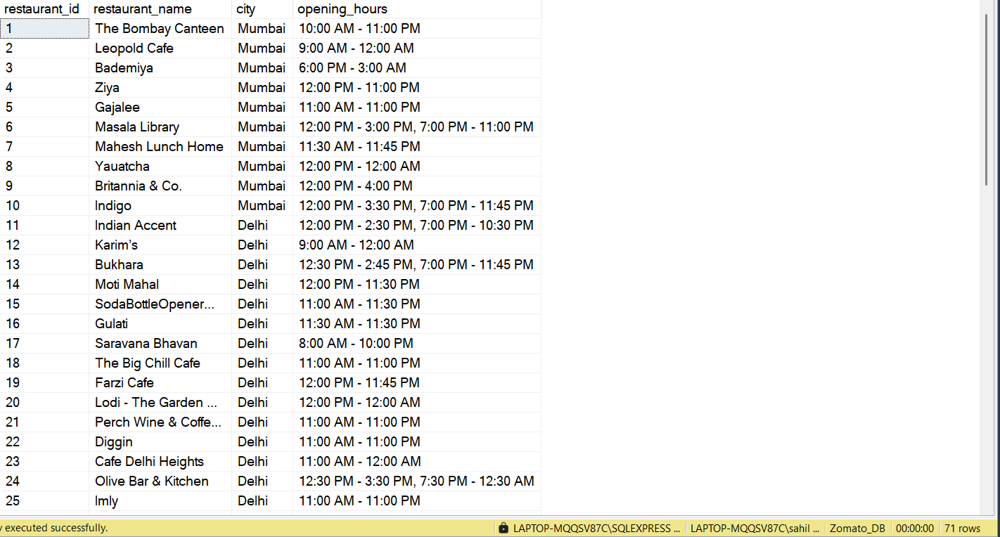 restaurant_id restaurant_name city opening_hours
1 The Bombay Canteen Mumbai 10:00 AM - 11:00 PM
2 Leopold Cafe Mumbai 9:00 AM - 12:00 AM
3 Bademiya Mumbai 6:00 PM - 3:00 AM
4 Ziya Mumbai 12:00 PM - 11:00 PM
5 Gajalee Mumbai 11:00 AM - 11:00 PM
6 Masala Library Mumbai 12:00 PM - 3:00 PM, 7:00 PM - 11:00 PM
7 Mahesh Lunch Home Mumbai 11:30 AM - 11:45 PM
8 Yauatcha Mumbai 12:00 PM - 12:00 AM
9 Britannia & Co. Mumbai 12:00 PM - 4:00 PM
10 Indigo Mumbai 12:00 PM - 3:30 PM, 7:00 PM - 11:45 PM
11 Indian Accent Delhi 12:00 PM - 2:30 PM, 7:00 PM - 10:30 PM
12 Karim’s Delhi 9:00 AM - 12:00 AM
13 Bukhara Delhi 12:30 PM - 2:45 PM, 7:00 PM - 11:45 PM
14 Moti Mahal Delhi 12:00 PM - 11:30 PM
15 SodaBottleOpener... Delhi 11:00 AM - 11:30 PM
16 Gulati Delhi 11:30 AM - 11:30 PM
17 Saravana Bhavan Delhi 8:00 AM - 10:00 PM
18 The Big Chill Cafe Delhi 11:00 AM - 11:00 PM
19 Farzi Cafe Delhi 12:00 PM - 11:45 PM
20 Lodi - The Garden ... Delhi 12:00 PM - 12:00 AM
21 Perch Wine & Coffe... Delhi 11:00 AM - 11:00 PM
22 Diggin Delhi 11:00 AM - 11:00 PM
23 Cafe Delhi Heights Delhi 11:00 AM - 12:00 AM
24 Olive Bar & Kitchen Delhi 12:30 PM - 3:30 PM, 7:30 PM - 12:30 AM
25 Imly Delhi 11:00 AM - 11:00 PM
y executed successfully. LAPTOP-MQQSV87C\SQLEXPRESS ... LAPTOP-MQQSV87C\sahil ... Zomato_DB 00:00:00 71 rows